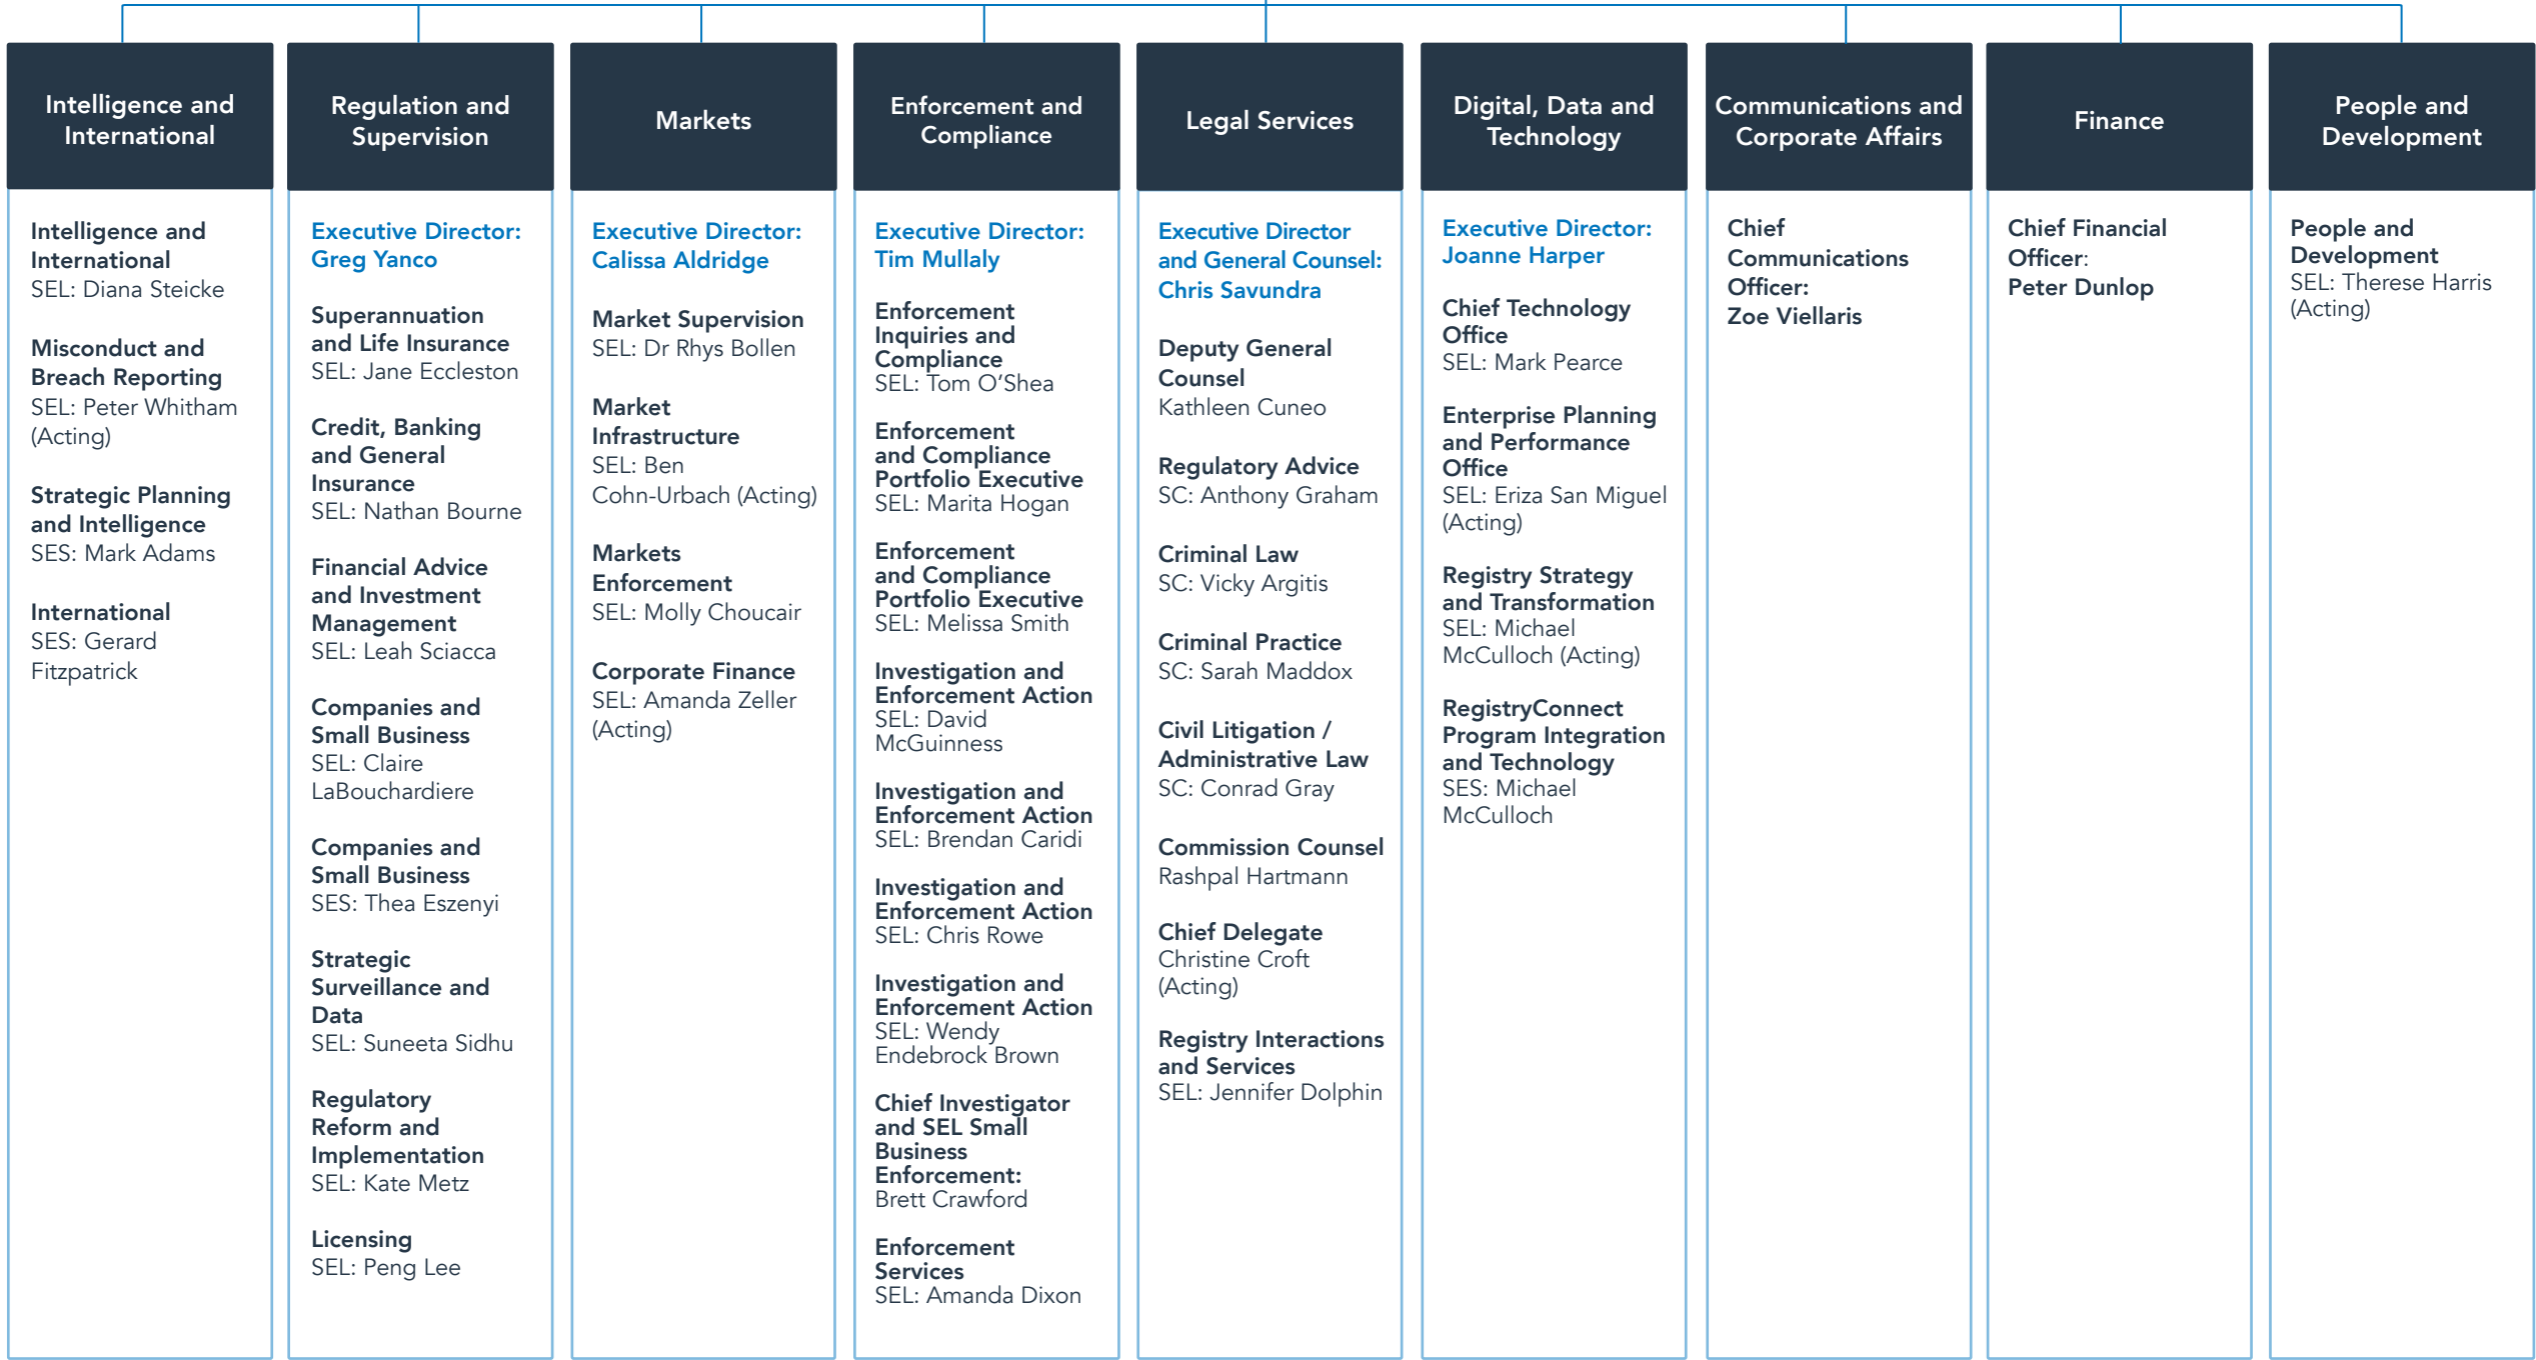 Intelligence and
International
Intelligence and
International
SEL: Diana Steicke
Misconduct and
Breach Reporting
SEL: Peter Whitham
(Acting)
Strategic Planning
and Intelligence
SES: Mark Adams
International
SES: Gerard
Fitzpatrick
Regulation and
Supervision
Executive Director:
Greg Yanco
Superannuation
and Life Insurance
SEL: Jane Eccleston
Credit, Banking
and General
Insurance
SEL: Nathan Bourne
Financial Advice
and Investment
Management
SEL: Leah Sciacca
Companies and
Small Business
SEL: Claire
LaBouchardiere
Companies and
Small Business
SES: Thea Eszenyi
Strategic
Surveillance and
Data
SEL: Suneeta Sidhu
Regulatory
Reform and
Implementation
SEL: Kate Metz
Licensing
SEL: Peng Lee
Markets
Executive Director:
Calissa Aldridge
Market Supervision
SEL: Dr Rhys Bollen
Market
Infrastructure
SEL: Ben
Cohn-Urbach (Acting)
Markets
Enforcement
SEL: Molly Choucair
Corporate Finance
SEL: Amanda Zeller
(Acting)
Enforcement and
Compliance
Executive Director:
Tim Mullaly
Enforcement
Inquiries and
Compliance
SEL: Tom O’Shea
Enforcement
and Compliance
Portfolio Executive
SEL: Marita Hogan
Enforcement
and Compliance
Portfolio Executive
SEL: Melissa Smith
Investigation and
Enforcement Action
SEL: David
McGuinness
Investigation and
Enforcement Action
SEL: Brendan Caridi
Investigation and
Enforcement Action
SEL: Chris Rowe
Investigation and
Enforcement Action
SEL: Wendy
Endebrock Brown
Chief Investigator
and SEL Small
Business
Enforcement:
Brett Crawford
Enforcement
Services
SEL: Amanda Dixon
Legal Services
Executive Director
and General Counsel:
Chris Savundra
Deputy General
Counsel
Kathleen Cuneo
Regulatory Advice
SC: Anthony Graham
Criminal Law
SC: Vicky Argitis
Criminal Practice
SC: Sarah Maddox
Civil Litigation /
Administrative Law
SC: Conrad Gray
Commission Counsel
Rashpal Hartmann
Chief Delegate
Christine Croft
(Acting)
Registry Interactions
and Services
SEL: Jennifer Dolphin
Digital, Data and
Technology
Executive Director:
Joanne Harper
Chief Technology
Office
SEL: Mark Pearce
Enterprise Planning
and Performance
Office
SEL: Eriza San Miguel
(Acting)
Registry Strategy
and Transformation
SEL: Michael
McCulloch (Acting)
RegistryConnect
Program Integration
and Technology
SES: Michael
McCulloch
Communications and
Corporate Affairs
Chief
Communications
Officer:
Zoe Viellaris
Finance
Chief Financial
Officer:
Peter Dunlop
People and
Development
People and
Development
SEL: Therese Harris
(Acting)